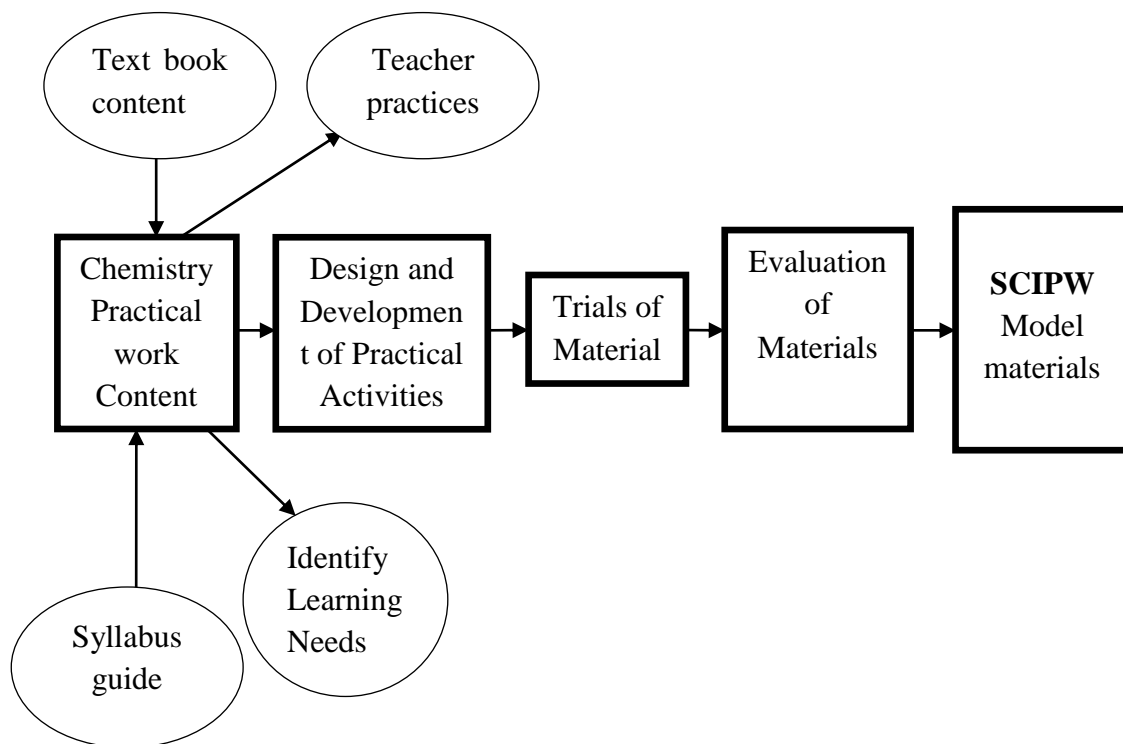 Text book
content
Teacher
practices
Chemistry
Practical
work
Content
Design and
Developmen
t of Practical
Activities
Trials of
Material
Evaluation
of
Materials
SCIPW
Model
materials
Identify
Learning
Needs
Syllabus
guide